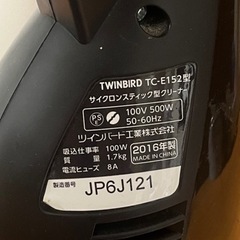 TWINBIRD TC-E152型
サイクロンスティック型クリーナー
PS E 100V 500W
50-60Hz
ツインバード工業株式会社
吸込仕事率 100W
質量 1.7kg
電流ヒューズ 8A
2016年製
MADE IN CHINA
製造番号 JP6J121